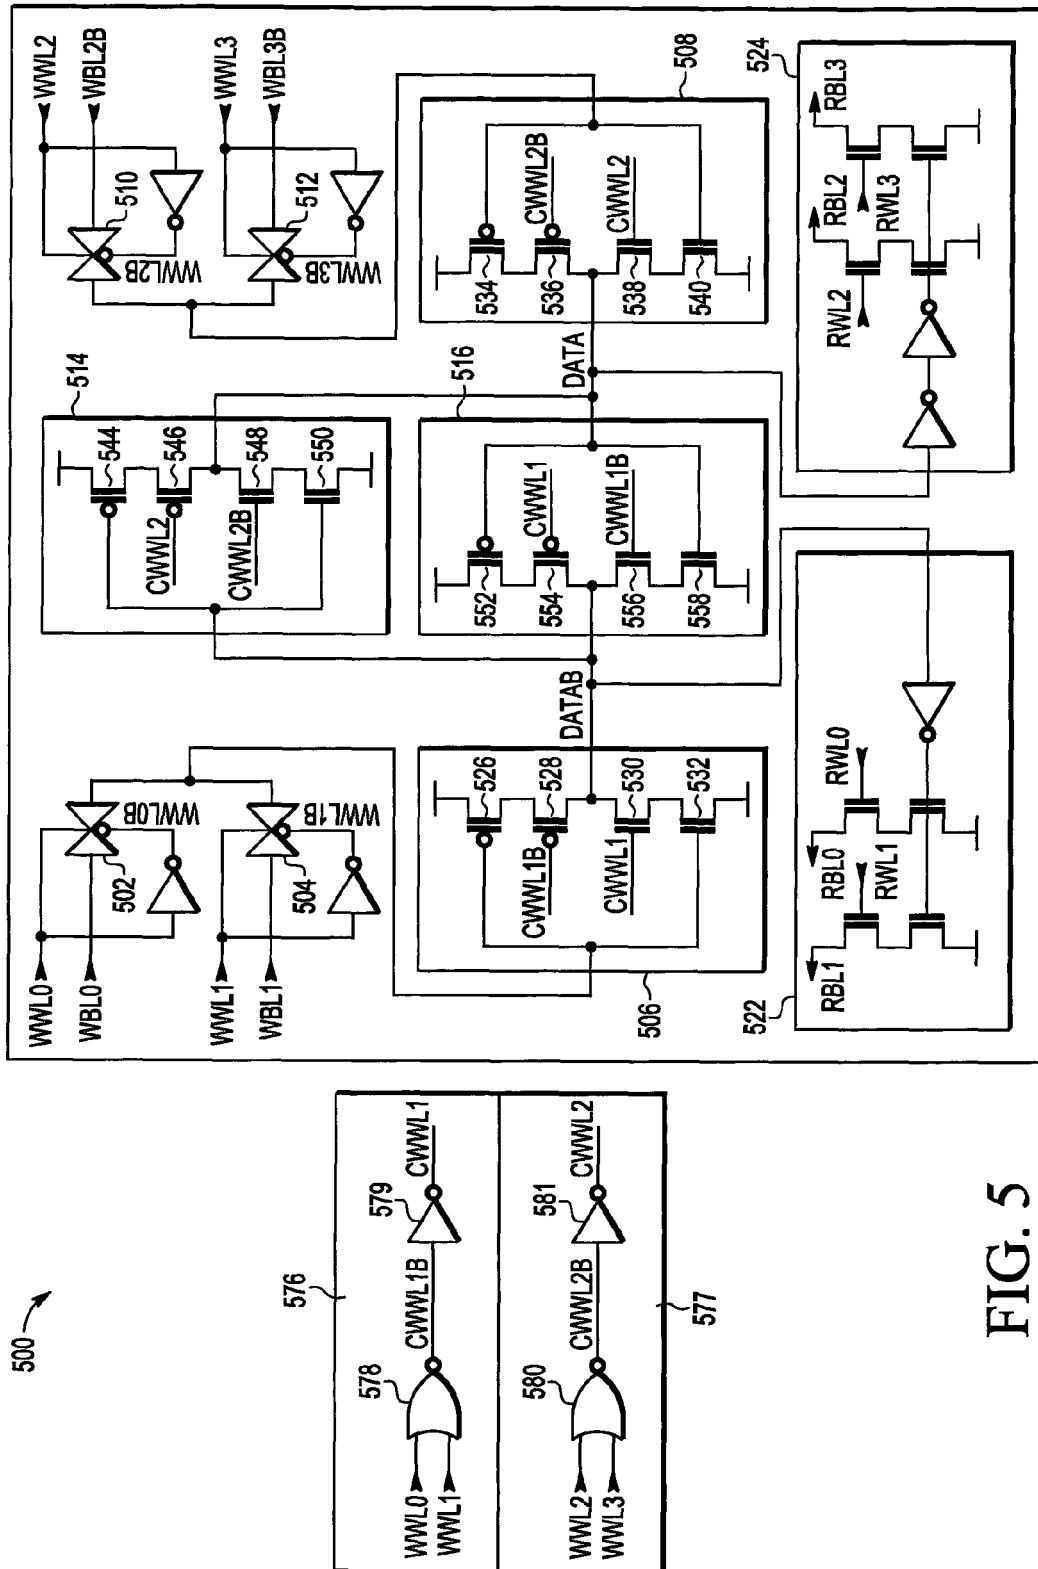 500
576
578
WWL0
WWL1
CWWL1B
579
CWWL1
580
WWL2
WWL3
CWWL2B
581
CWWL2
577
WWL0
WBL0
502
WWL0B
WWL1
WBL1
504
WWL1B
514
544
546
548
550
CWWL2
CWWL2B
WWL2
WBL2B
510
WWL2B
WWL3
WBL3B
512
WWL3B
506
526
528
530
532
CWWL1B
CWWL1
DATAB
516
552
554
556
558
CWWL1
CWWL1B
DATA
508
534
536
538
540
CWWL2B
CWWL2
522
RBL1
RBL0
RWL1
RWL0
524
RWL2
RBL2
RWL3
RBL3
FIG. 5